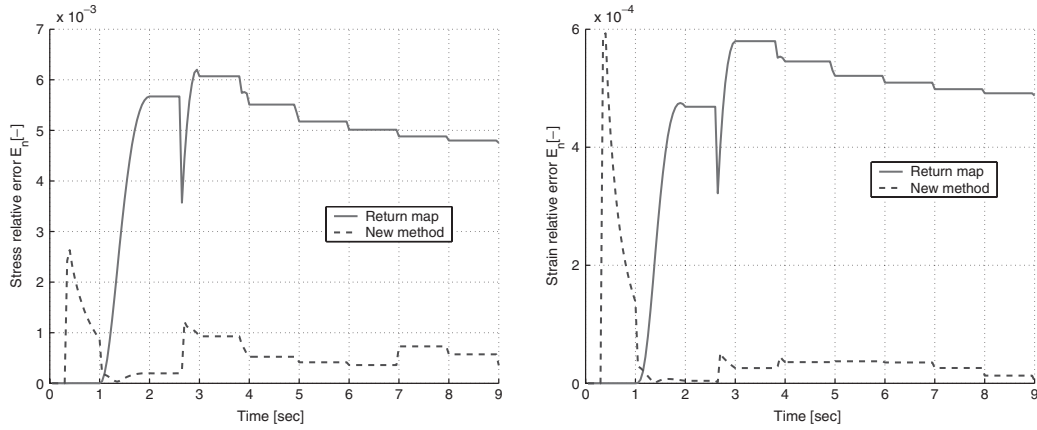 x 10⁻³
7
6
5
4
3
2
1
0
Stress relative error Eₙ[−]
Return map
New method
0 1 2 3 4 5 6 7 8 9
Time [sec]
x 10⁻⁴
6
4
2
0
Strain relative error Eₙ[−]
Return map
New method
0 1 2 3 4 5 6 7 8 9
Time [sec]